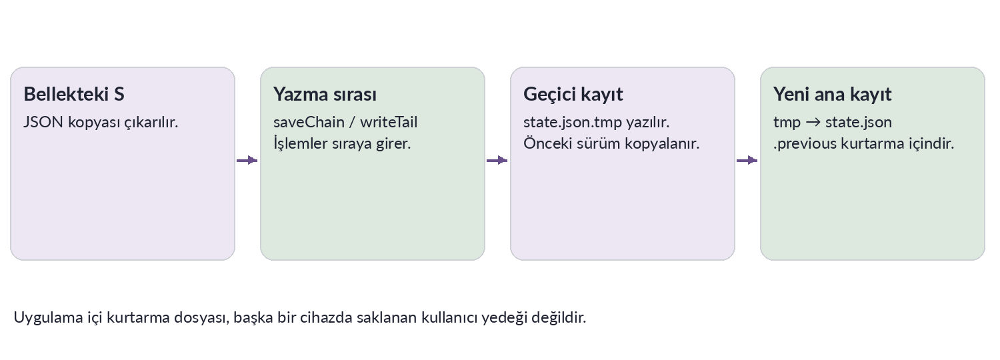 Bellekteki S
JSON kopyası çıkarılır.
Yazma sırası
saveChain / writeTail
İşlemler sıraya girer.
Geçici kayıt
state.json.tmp yazılır.
Önceki sürüm kopyalanır.
Yeni ana kayıt
tmp → state.json
.previous kurtarma içindir.
Uygulama içi kurtarma dosyası, başka bir cihazda saklanan kullanıcı yedeği değildir.